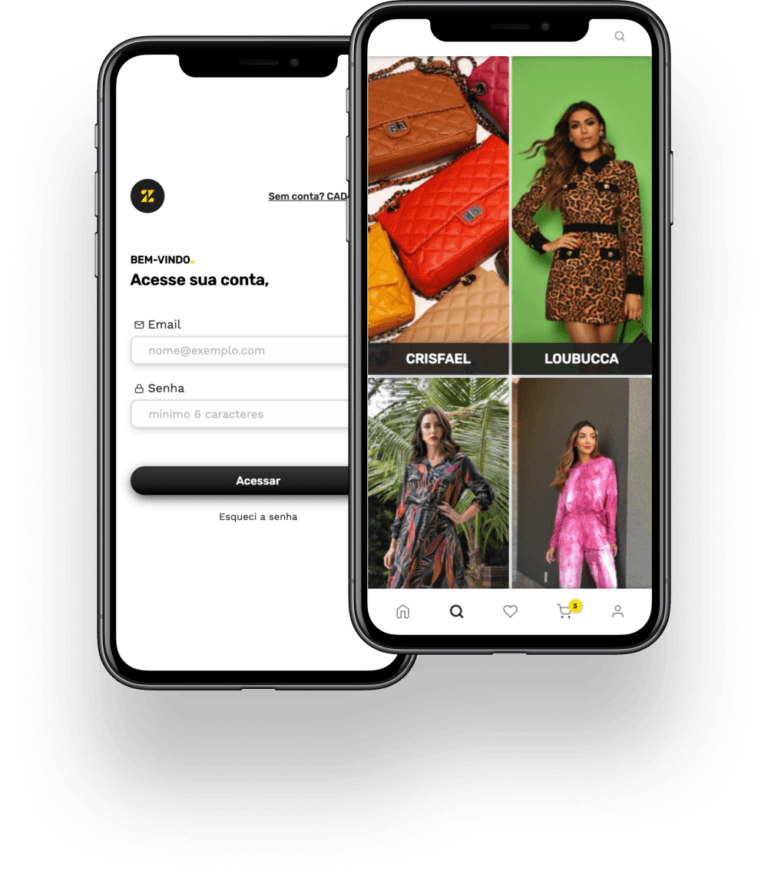 Sem conta? CAD
BEM-VINDO.
Acesse sua conta,
Email
nome@exemplo.com
Senha
mínimo 6 caracteres
Acessar
Esqueci a senha
CRISFAEL
LOUBUCCA
3